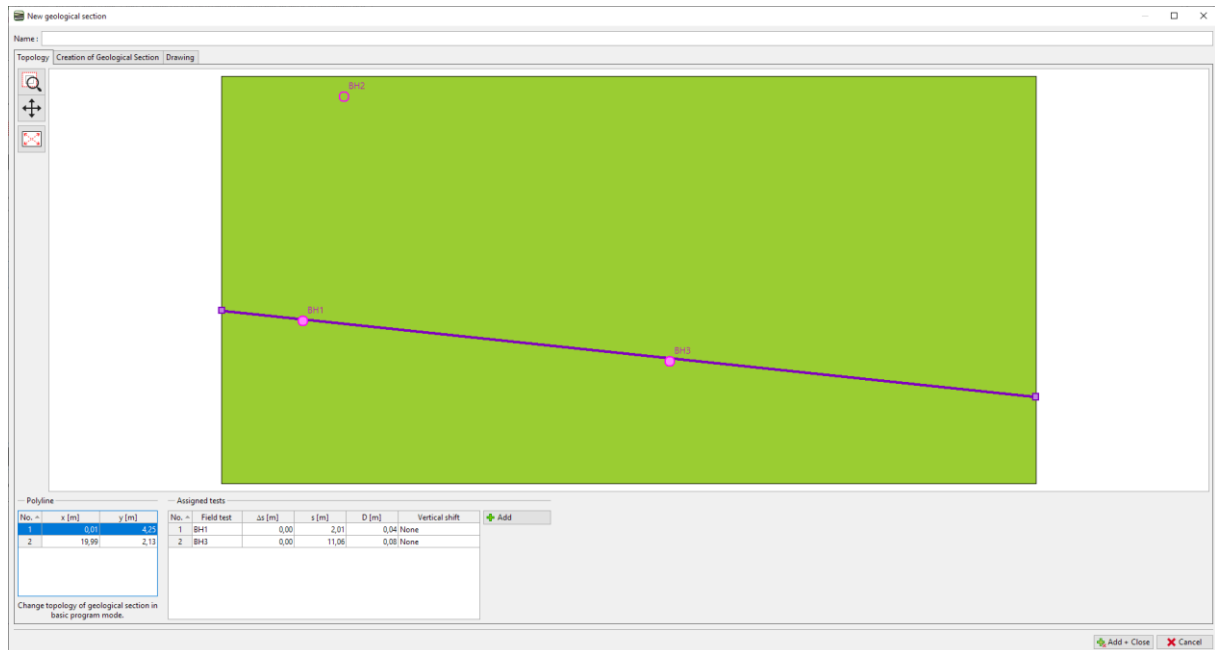 New geological section
Name :
Topology Creation of Geological Section Drawing
BH2
BH1
BH3
Polyline
No. x [m] y [m]
1 0,01 4,25
2 19,99 2,13
Change topology of geological section in
basic program mode.
Assigned tests
No. Field test Δs [m] s [m] D [m] Vertical shift
1 BH1 0,00 2,01 0,04 None
2 BH3 0,00 11,06 0,08 None
Add
Add + Close Cancel